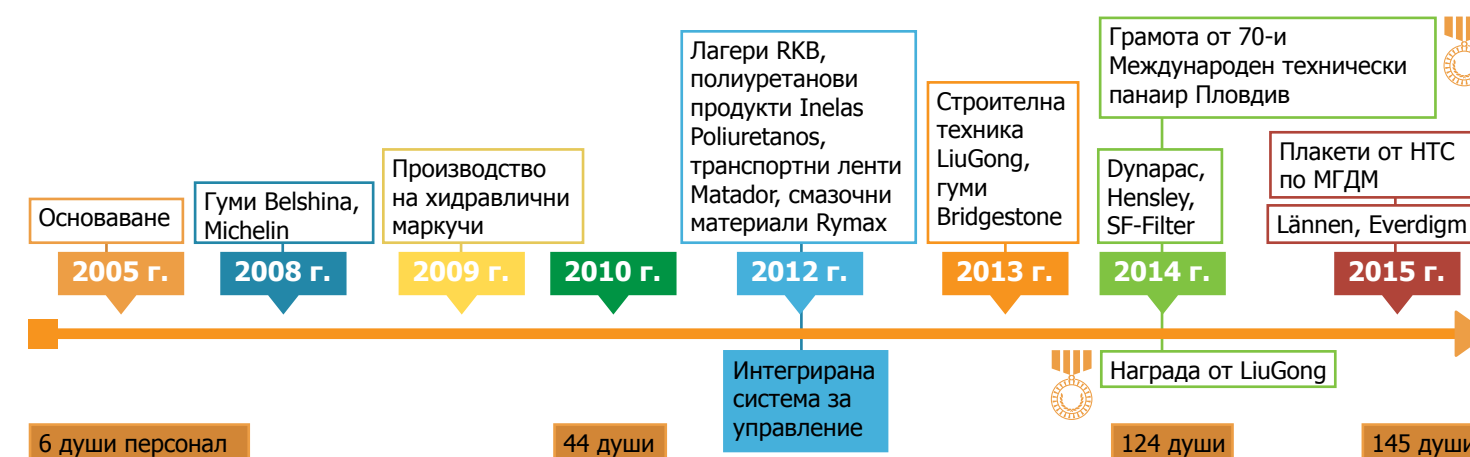 Основаване
2005 г.
Гуми Belshina,
Michelin
2008 г.
Производство
на хидравлични
маркучи
2009 г.
2010 г.
Лагери RKB,
полиуретанови
продукти Inelas
Poliuretanos,
транспортни ленти
Matador, смазочни
материали Rymax
2012 г.
Интегрирана
система за
управление
Строителна
техника
LiuGong,
гуми
Bridgestone
2013 г.
Грамота от 70-и
Международен технически
панаир Пловдив
Dynapac,
Hensley,
SF-Filter
2014 г.
Награда от LiuGong
Плакети от НТС
по МГДМ
Lännen, Everdigm
2015 г.
6 души персонал
44 души
124 души
145 души